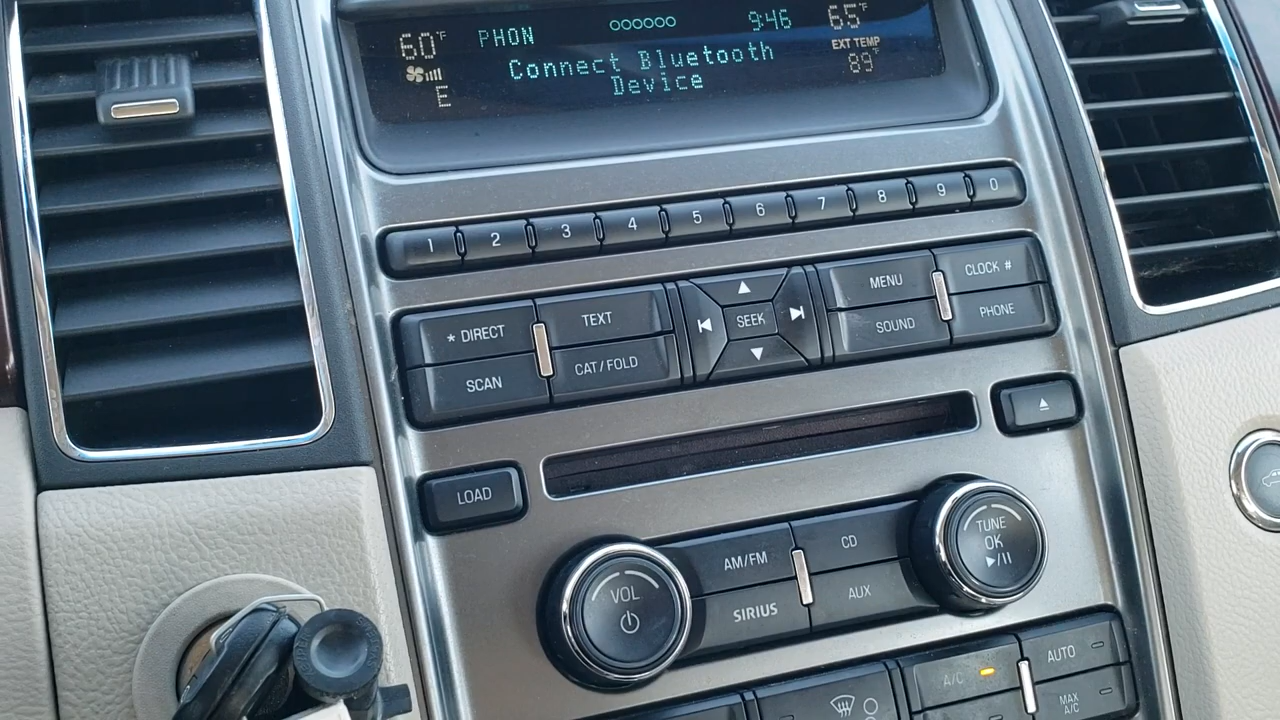 60°F PHON 9:46 65°F
EXT TEMP
Connect Bluetooth
89°F
E Device
1 2 3 4 5 6 7 8 9 0
* DIRECT TEXT SEEK MENU CLOCK #
SCAN CAT/FOLD SOUND PHONE
LOAD
VOL AM/FM CD TUNE
OK
SIRIUS AUX
A/C AUTO
MAX
A/C